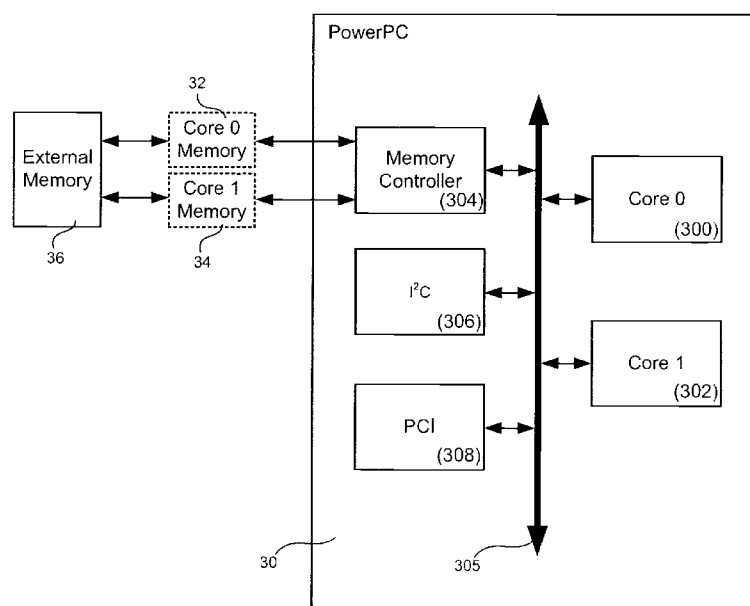 PowerPC
32
Core 0
Memory
External
Memory
Core 1
Memory
36
34
Memory
Controller
(304)
Core 0
(300)
I²C
(306)
Core 1
(302)
PCI
(308)
30
305